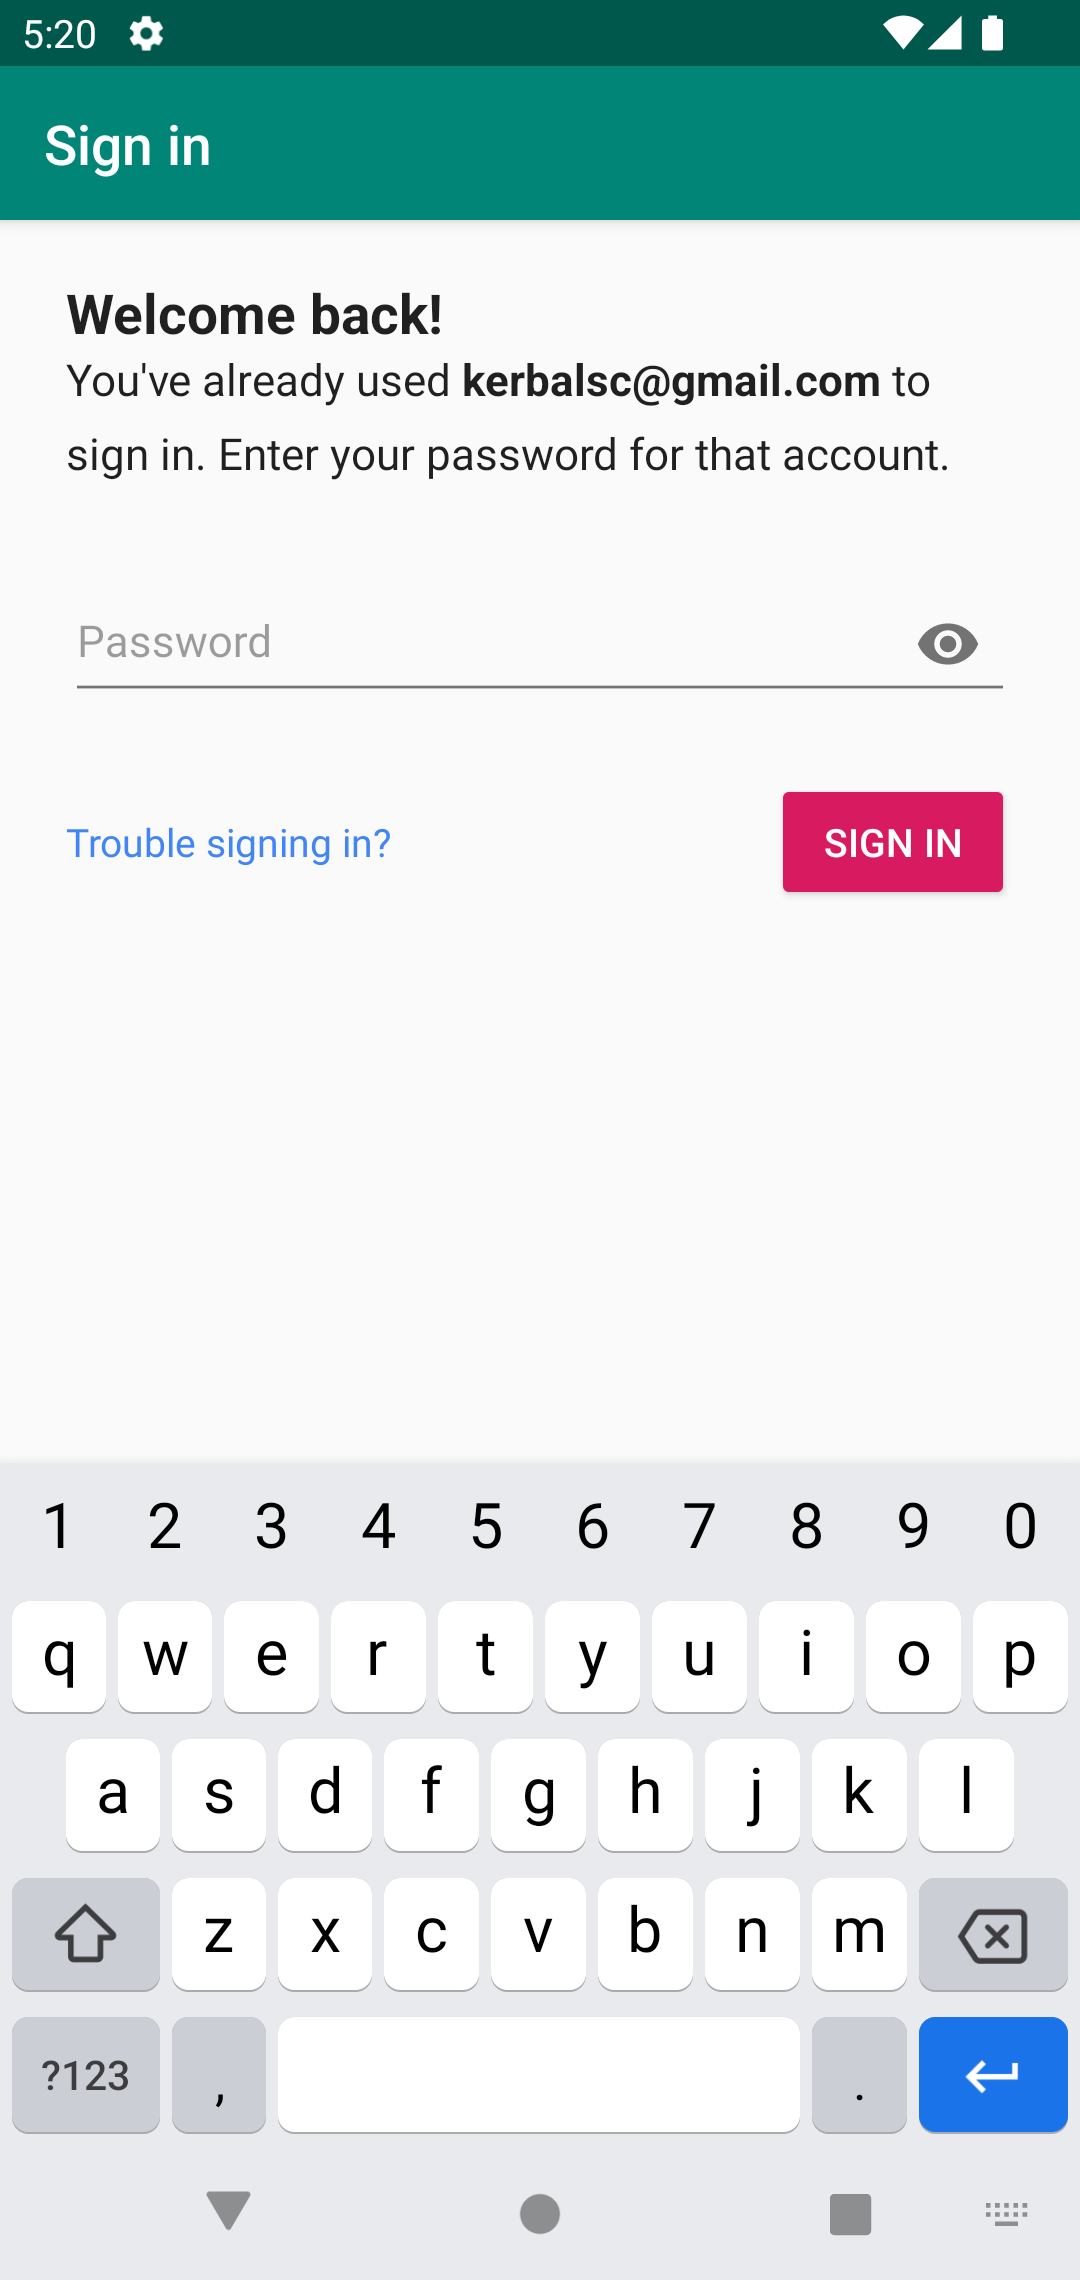 5:20
Sign in
Welcome back!
You've already used kerbalsc@gmail.com to
sign in. Enter your password for that account.
Password
Trouble signing in?
SIGN IN
1 2 3 4 5 6 7 8 9 0
q w e r t y u i o p
a s d f g h j k l
z x c v b n m
?123 , .